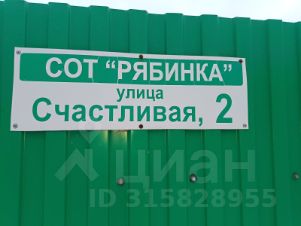 СОТ "РЯБИНКА"
улица
Счастливая, 2
циан
ID 315828955